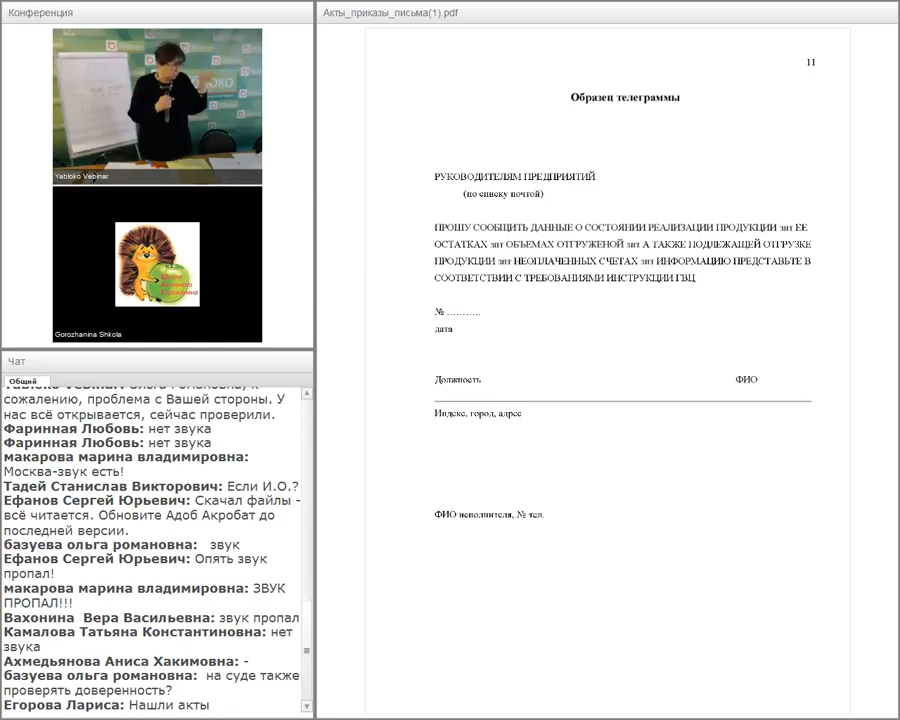 Конференция
Yabloko Vebinar
Школа
Активного
Горожанина
Gorozhanina Shkola
Чат
Общий
сожалению, проблема с Вашей стороны. У
нас всё открывается, сейчас проверили.
Фаринная Любовь: нет звука
Фаринная Любовь: нет звука
макарова марина владимировна:
Москва-звук есть!
Тадей Станислав Викторович: Если И.О.?
Ефанов Сергей Юрьевич: Скачал файлы -
всё читается. Обновите Адоб Акробат до
последней версии.
базуева ольга романовна: звук
Ефанов Сергей Юрьевич: Опять звук
пропал!
макарова марина владимировна: ЗВУК
ПРОПАЛ!!!
Вахонина Вера Васильевна: звук пропал
Камалова Татьяна Константиновна: нет
звука
Ахмедьянова Аниса Хакимовна: -
базуева ольга романовна: на суде также
проверять доверенность?
Егорова Лариса: Нашли акты
Акты_приказы_письма(1).pdf
11
Образец телеграммы
РУКОВОДИТЕЛЯМ ПРЕДПРИЯТИЙ
(по списку почтой)
ПРОШУ СООБЩИТЬ ДАННЫЕ О СОСТОЯНИИ РЕАЛИЗАЦИИ ПРОДУКЦИИ зпт ЕЕ
ОСТАТКАХ зпт ОБЪЕМАХ ОТГРУЖЕНОЙ зпт А ТАКЖЕ ПОДЛЕЖАЩЕЙ ОТГРУЗКЕ
ПРОДУКЦИИ зпт НЕОПЛАЧЕННЫХ СЧЕТАХ зпт ИНФОРМАЦИЮ ПРЕДСТАВЬТЕ В
СООТВЕТСТВИИ С ТРЕБОВАНИЯМИ ИНСТРУКЦИИ ГВЦ
№ ...........
дата
Должность ФИО
Индекс, город, адрес
ФИО исполнителя, № тел.